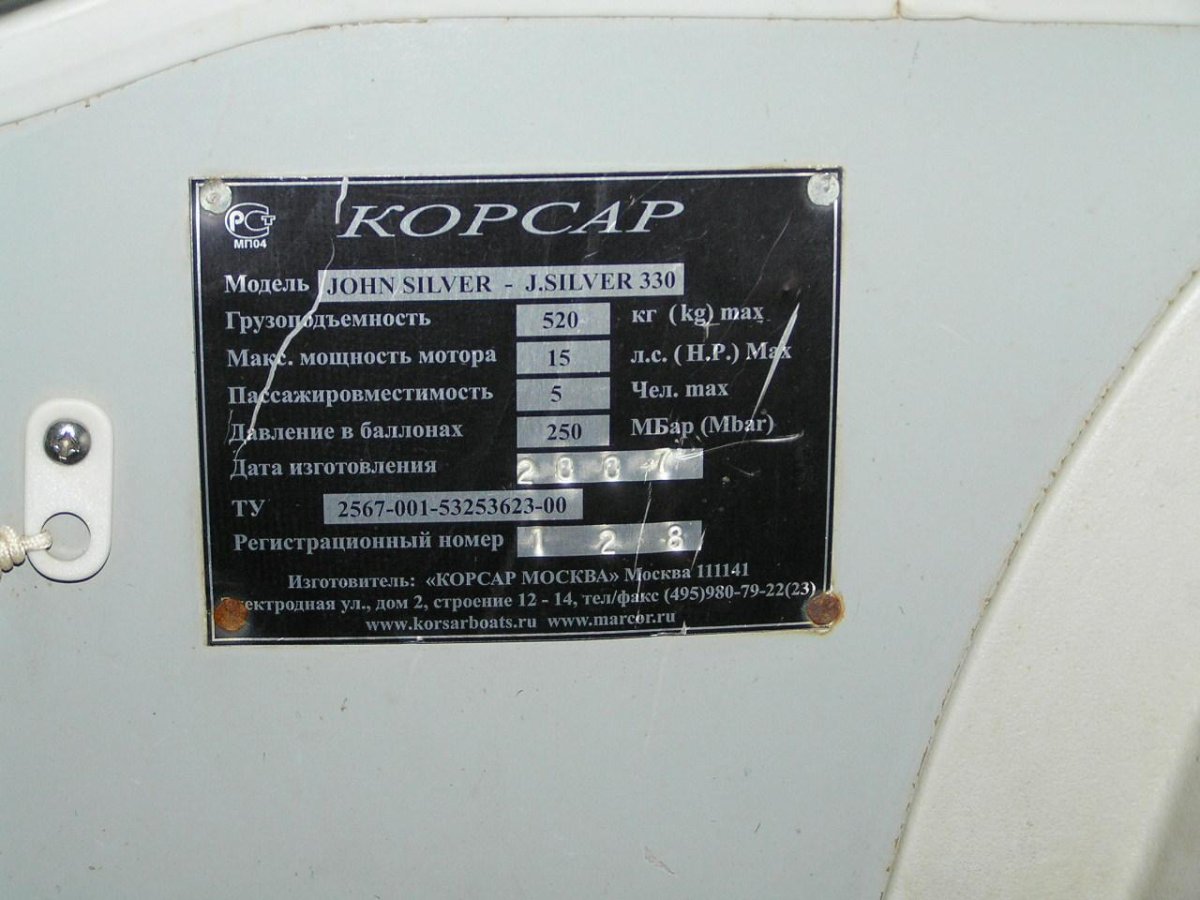 РСТ
МП04
КОРСАР
Модель JOHN SILVER - J.SILVER 330
Грузоподъемность 520 кг (kg) max
Макс. мощность мотора 15 л.с. (H.P.) Max
Пассажировместимость 5 Чел. max
Давление в баллонах 250 МБар (Mbar)
Дата изготовления 2007
ТУ 2567-001-53253623-00
Регистрационный номер 1 2 8
Изготовитель: «КОРСАР МОСКВА» Москва 111141
ул., дом 2, строение 12 - 14, тел/факс (495)980-79-22(23)
www.korsarboats.ru www.marcor.ru